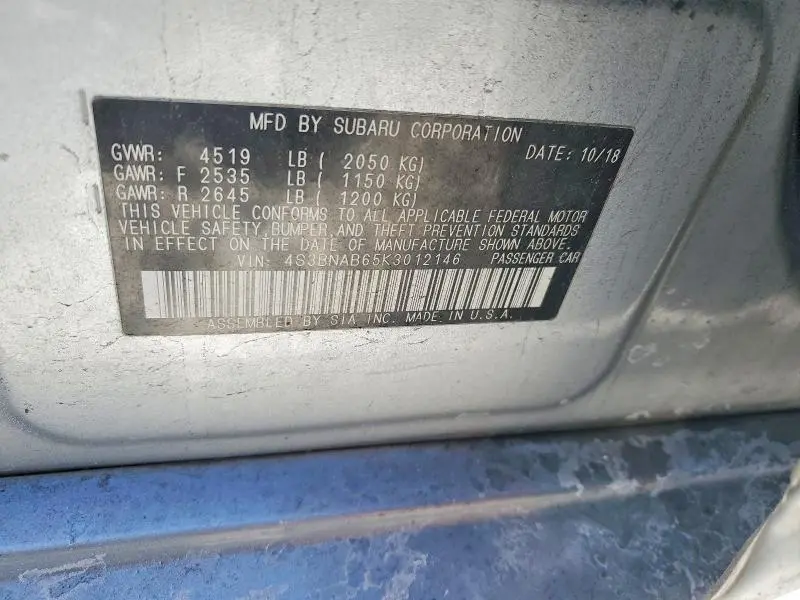 MFD BY SUBARU CORPORATION
GVWR: 4519 LB ( 2050 KG) DATE: 10/18
GAWR: F 2535 LB ( 1150 KG)
GAWR: R 2645 LB ( 1200 KG)
THIS VEHICLE CONFORMS TO ALL APPLICABLE FEDERAL MOTOR
VEHICLE SAFETY, BUMPER, AND THEFT PREVENTION STANDARDS
IN EFFECT ON THE DATE OF MANUFACTURE SHOWN ABOVE.
VIN: 4S3BNAB65K3012146 PASSENGER CAR
ASSEMBLED BY SIA, INC. MADE IN U.S.A.